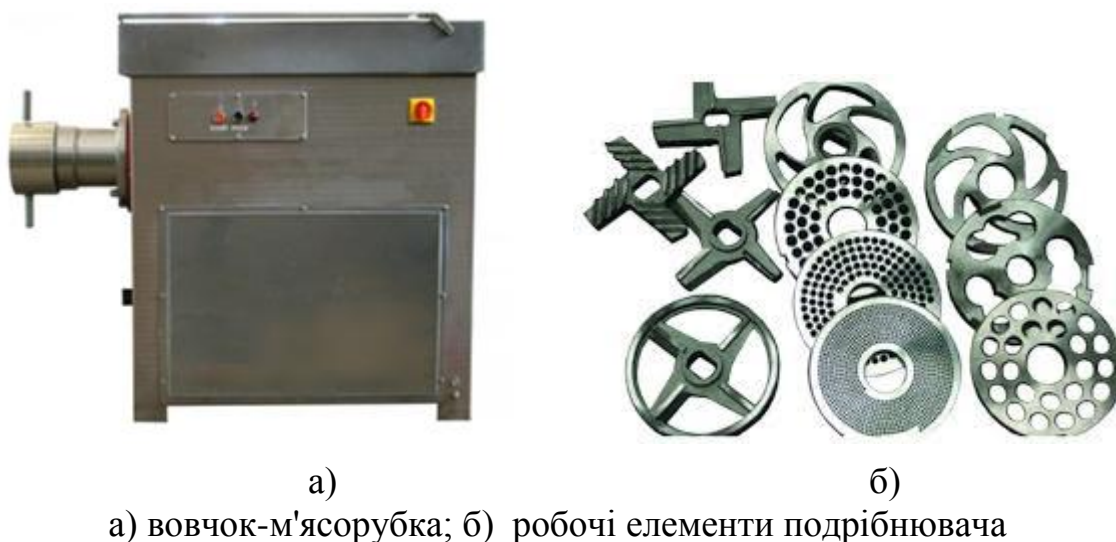 а)
б)
а) вовчок-м'ясорубка; б) робочі елементи подрібнювача